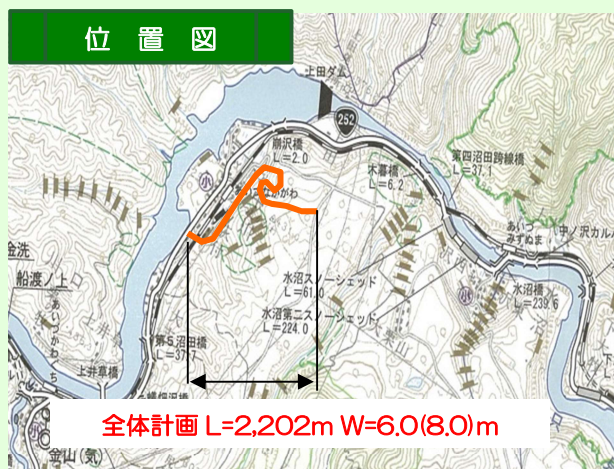 位置図
上田ダム
252
崩沢橋
L=2.0
木暮橋
L=6.2
第四沼田跨線橋
L=37.1
小
あいづ
みずぬま
中ノ沢カル
金洗
船渡ノ上
水沼スノーシェッド
L=61.0
水沼第二スノーシェッド
L=224.0
小
水沼橋
L=239.6
第5沼田橋
上井草橋
小
金山(気)
全体計画 L=2,202m W=6.0(8.0)m